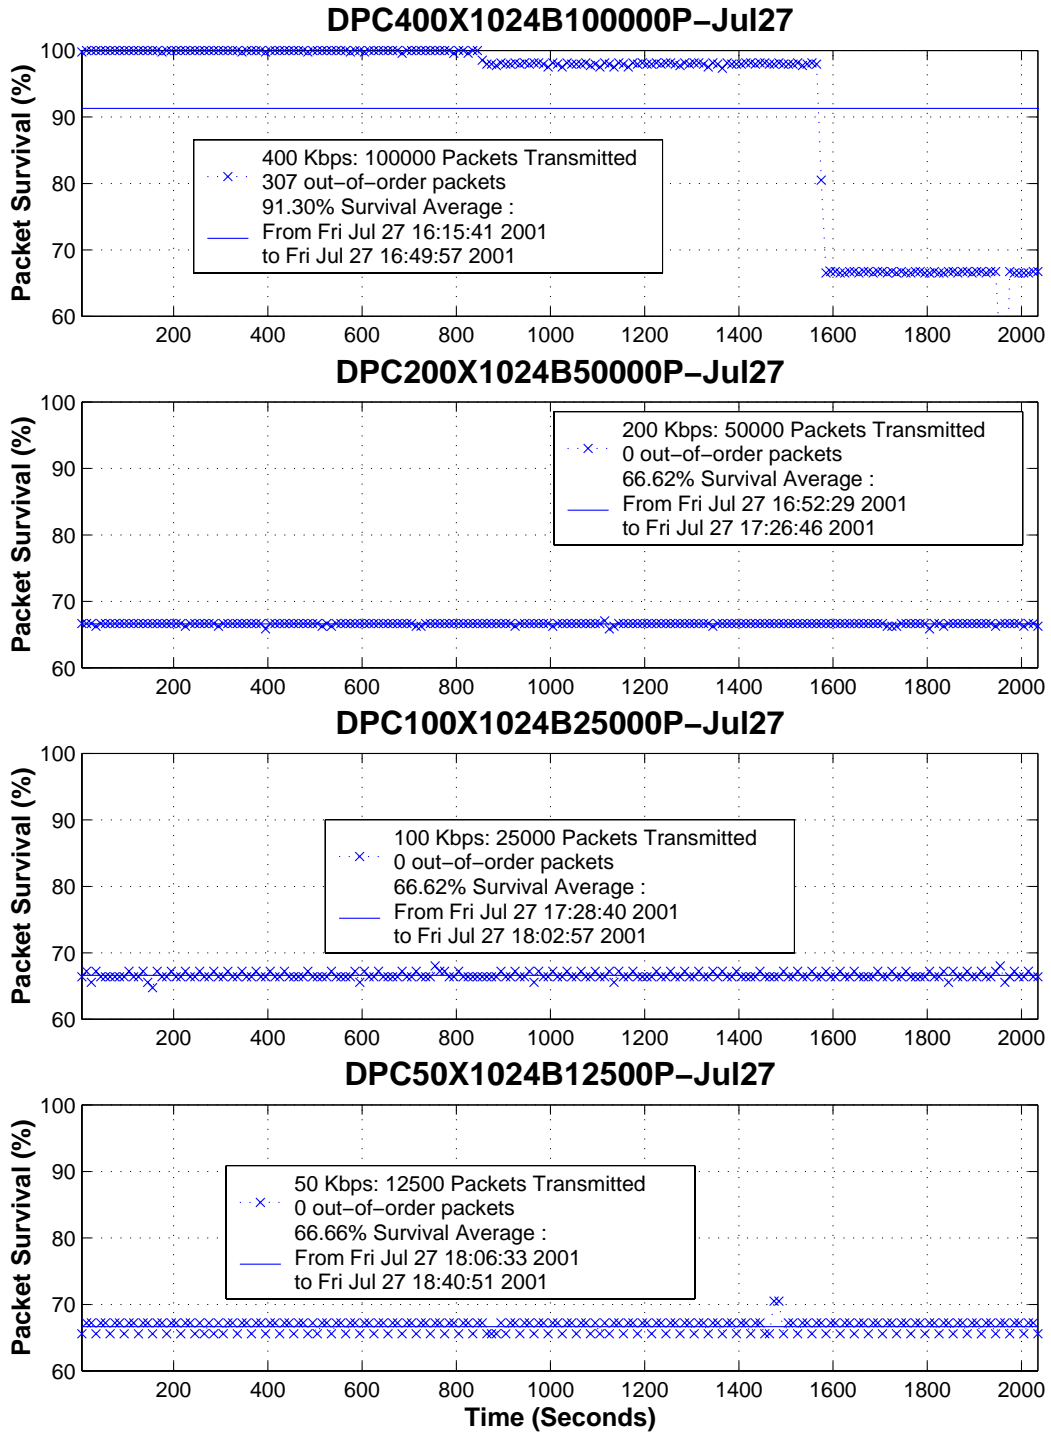 DPC400X1024B100000P−Jul27
Packet Survival (%)
100
90
80
70
60
400 Kbps: 100000 Packets Transmitted
307 out−of−order packets
91.30% Survival Average :
From Fri Jul 27 16:15:41 2001
to Fri Jul 27 16:49:57 2001
200 400 600 800 1000 1200 1400 1600 1800 2000
DPC200X1024B50000P−Jul27
Packet Survival (%)
100
90
80
70
60
200 Kbps: 50000 Packets Transmitted
0 out−of−order packets
66.62% Survival Average :
From Fri Jul 27 16:52:29 2001
to Fri Jul 27 17:26:46 2001
200 400 600 800 1000 1200 1400 1600 1800 2000
DPC100X1024B25000P−Jul27
Packet Survival (%)
100
90
80
70
60
100 Kbps: 25000 Packets Transmitted
0 out−of−order packets
66.62% Survival Average :
From Fri Jul 27 17:28:40 2001
to Fri Jul 27 18:02:57 2001
200 400 600 800 1000 1200 1400 1600 1800 2000
DPC50X1024B12500P−Jul27
Packet Survival (%)
100
90
80
70
60
50 Kbps: 12500 Packets Transmitted
0 out−of−order packets
66.66% Survival Average :
From Fri Jul 27 18:06:33 2001
to Fri Jul 27 18:40:51 2001
200 400 600 800 1000 1200 1400 1600 1800 2000
Time (Seconds)